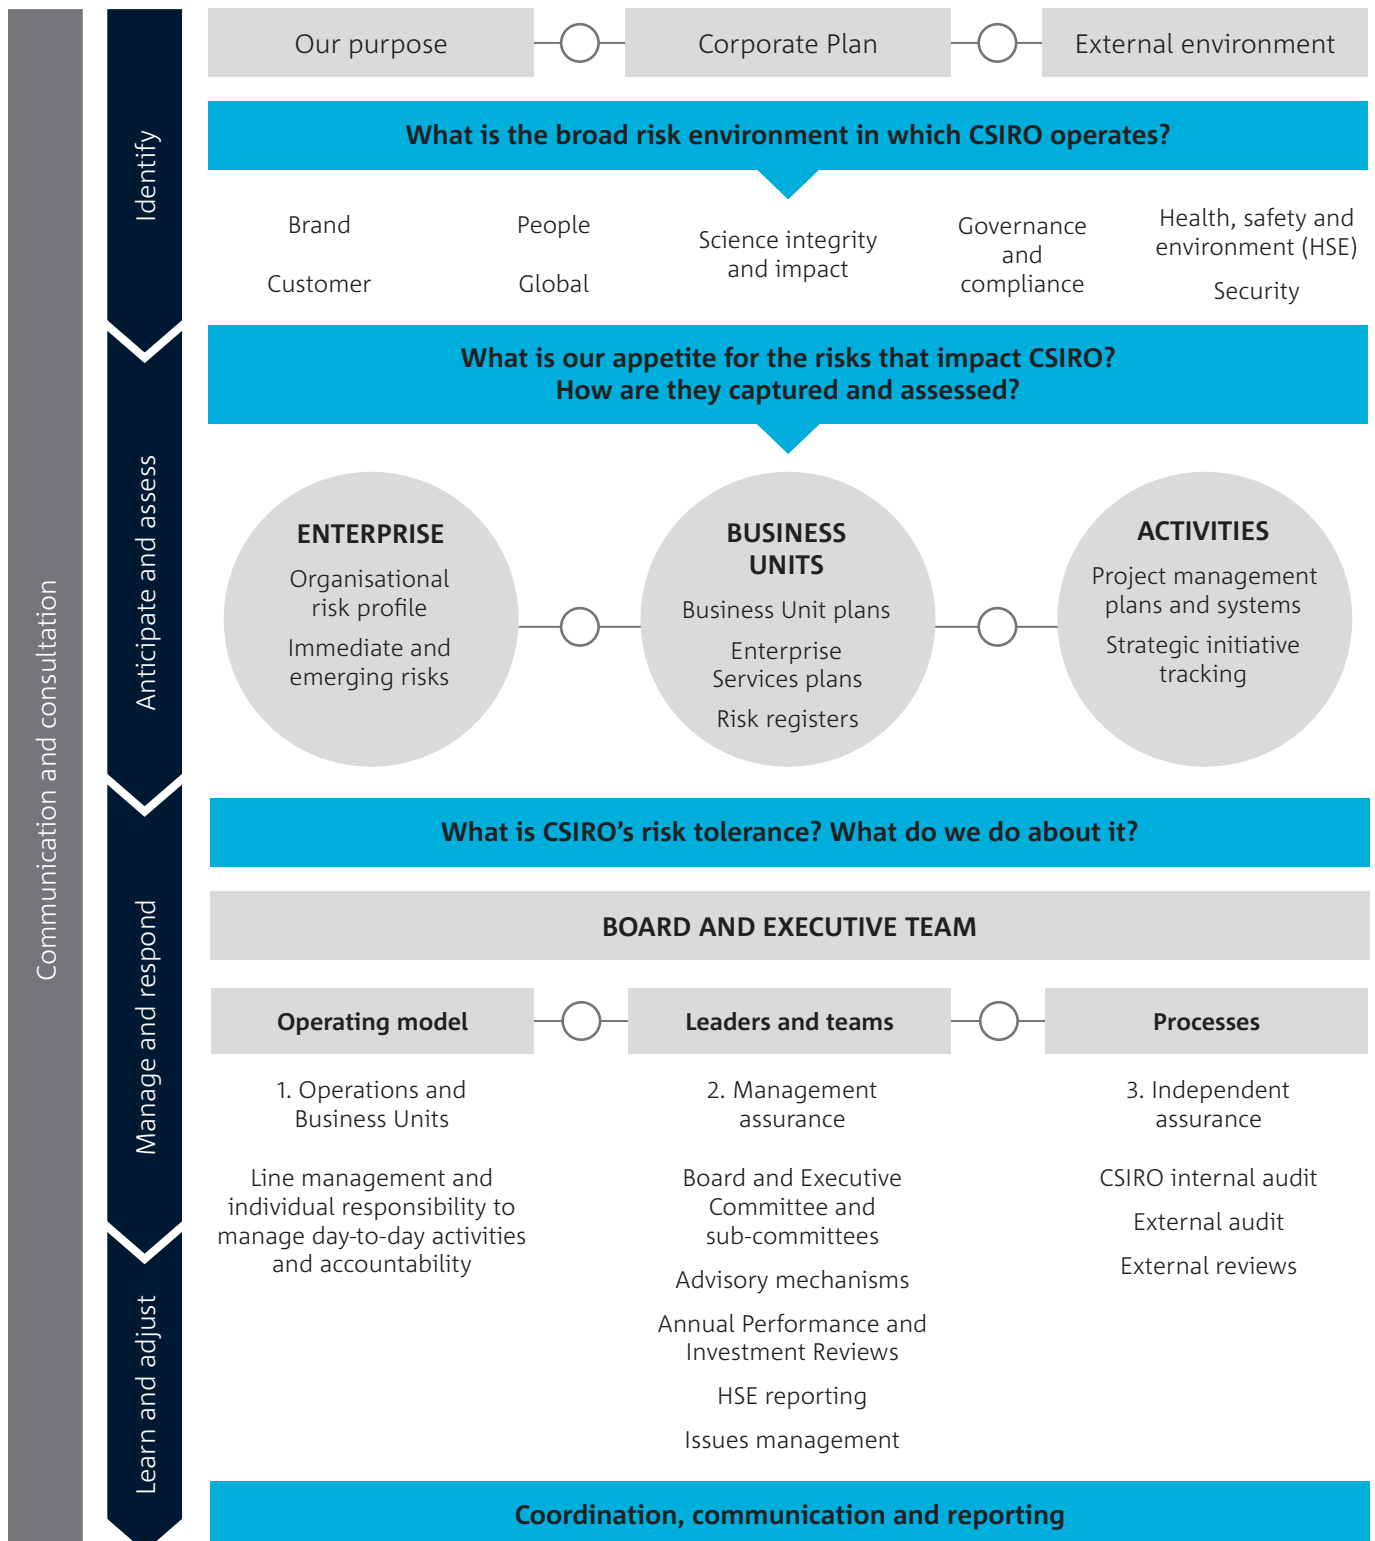 Communication and consultation
Identify
Anticipate and assess
Manage and respond
Learn and adjust
Our purpose
Corporate Plan
External environment
What is the broad risk environment in which CSIRO operates?
Brand
Customer
People
Global
Science integrity
and impact
Governance
and
compliance
Health, safety and
environment (HSE)
Security
What is our appetite for the risks that impact CSIRO?
How are they captured and assessed?
ENTERPRISE
Organisational
risk profile
Immediate and
emerging risks
BUSINESS
UNITS
Business Unit plans
Enterprise
Services plans
Risk registers
ACTIVITIES
Project management
plans and systems
Strategic initiative
tracking
What is CSIRO’s risk tolerance? What do we do about it?
BOARD AND EXECUTIVE TEAM
Operating model
1. Operations and
Business Units
Line management and
individual responsibility to
manage day-to-day activities
and accountability
Leaders and teams
2. Management
assurance
Board and Executive
Committee and
sub-committees
Advisory mechanisms
Annual Performance and
Investment Reviews
HSE reporting
Issues management
Processes
3. Independent
assurance
CSIRO internal audit
External audit
External reviews
Coordination, communication and reporting